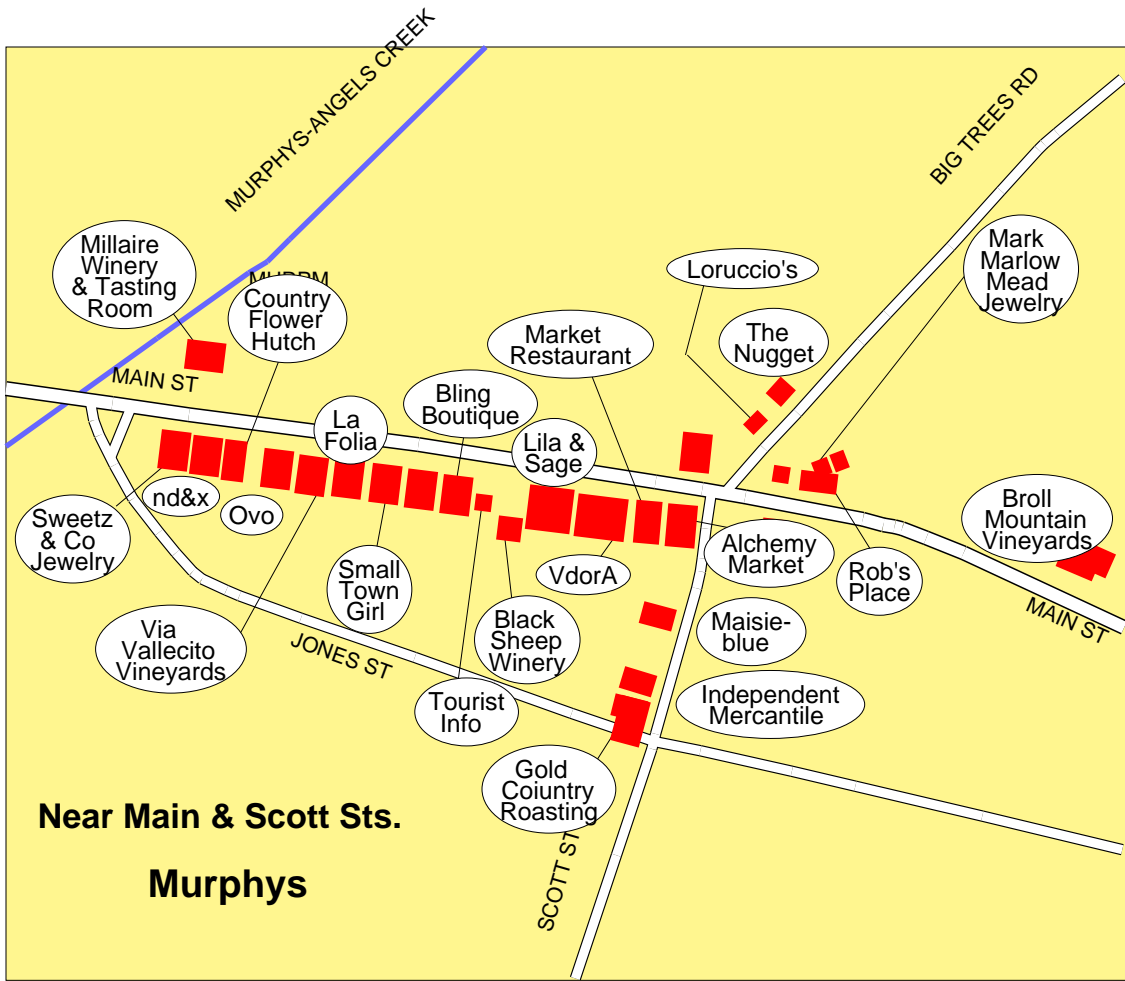 MURPHYS-ANGELS CREEK
BIG TREES RD
Millaire
Winery
& Tasting
Room
Country
Flower
Hutch
Loruccio's
Mark
Marlow
Mead
Jewelry
The
Nugget
Market
Restaurant
MAIN ST
La
Folia
Bling
Boutique
Lila &
Sage
Sweetz
& Co
Jewelry
nd&x
Ovo
VdorA
Alchemy
Market
Rob's
Place
Broll
Mountain
Vineyards
MAIN ST
Small
Town
Girl
Via
Vallecito
Vineyards
JONES ST
Black
Sheep
Winery
Maisie-
blue
Tourist
Info
Independent
Mercantile
Gold
Coiuntry
Roasting
SCOTT ST
Near Main & Scott Sts.
Murphys